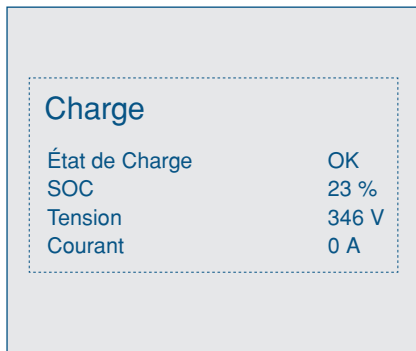 Charge
État de Charge OK
SOC 23 %
Tension 346 V
Courant 0 A